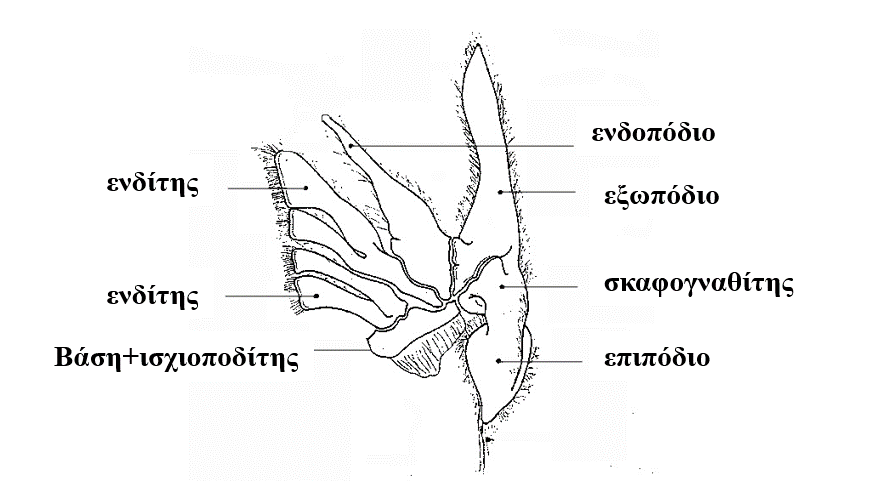 ενδοπόδιο
ενδίτης
εξωπόδιο
σκαφογναθίτης
ενδίτης
Βάση+ισχιοποδίτης
επιπόδιο